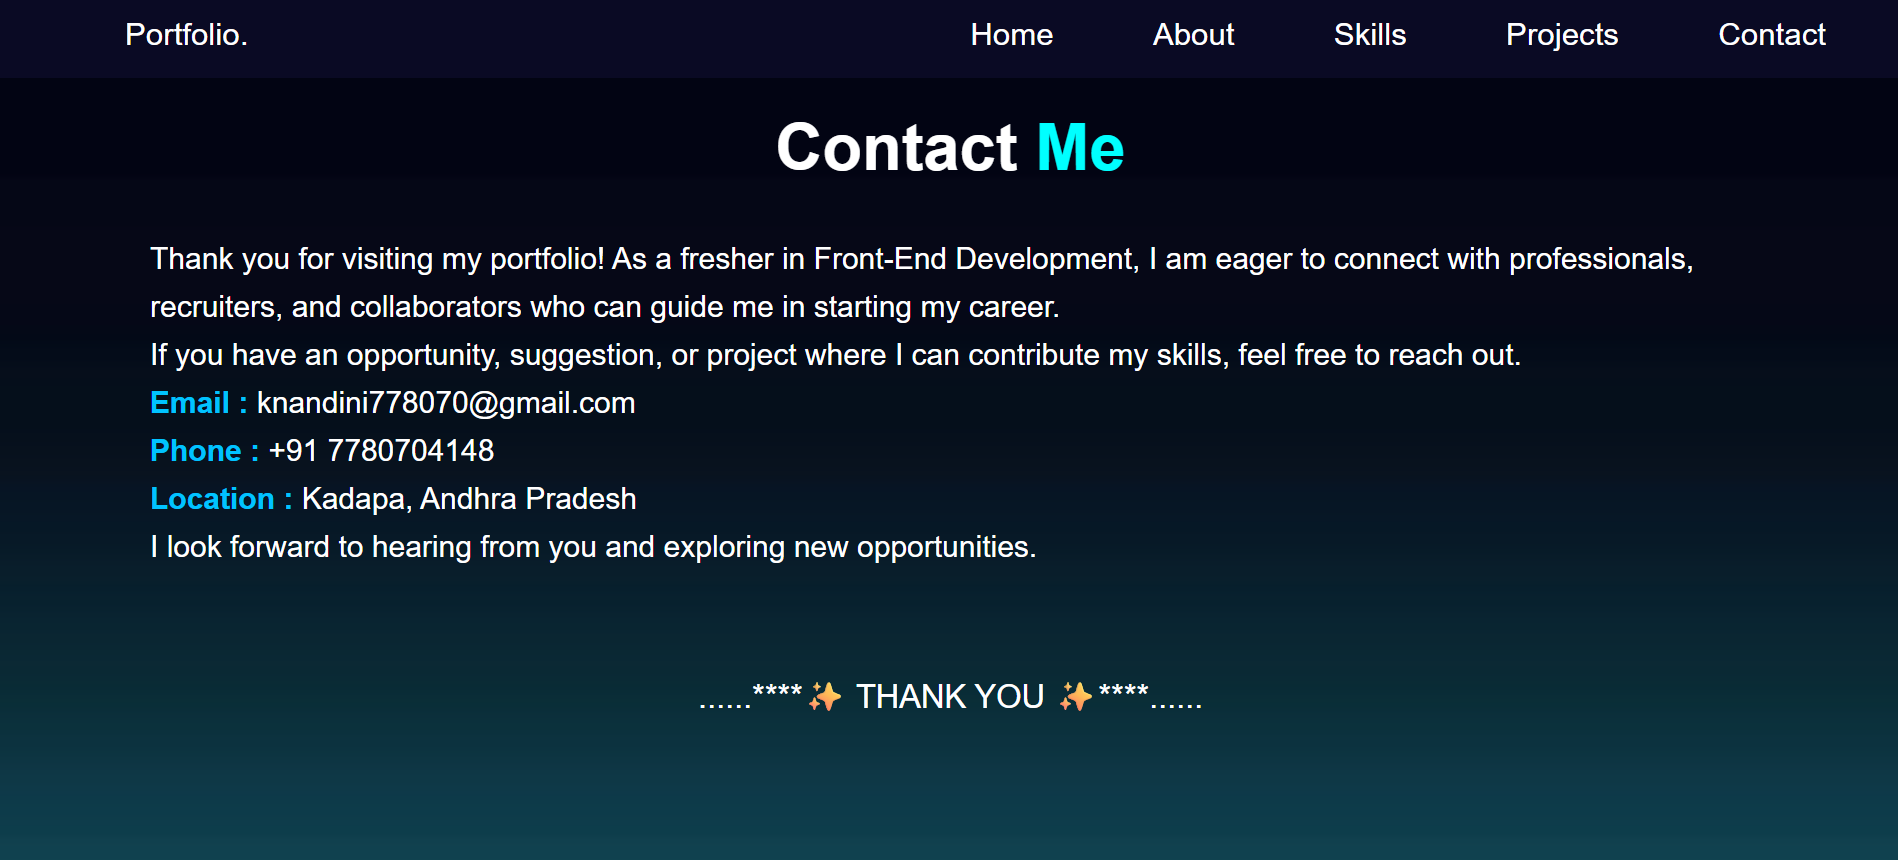 Portfolio. Home About Skills Projects Contact
Contact Me
Thank you for visiting my portfolio! As a fresher in Front-End Development, I am eager to connect with professionals,
recruiters, and collaborators who can guide me in starting my career.
If you have an opportunity, suggestion, or project where I can contribute my skills, feel free to reach out.
Email : knandini778070@gmail.com
Phone : +91 7780704148
Location : Kadapa, Andhra Pradesh
I look forward to hearing from you and exploring new opportunities.
......****✨ THANK YOU ✨****......